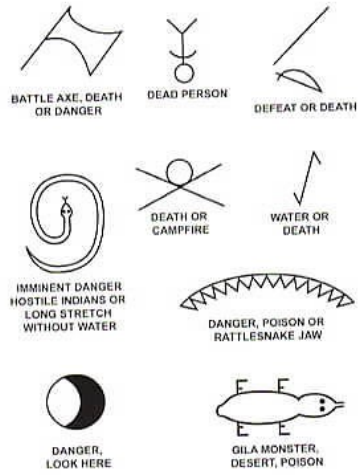 BATTLE AXE, DEATH
OR DANGER
DEAD PERSON
DEFEAT OR DEATH
DEATH OR
CAMPFIRE
WATER OR
DEATH
IMMINENT DANGER
HOSTILE INDIANS OR
LONG STRETCH
WITHOUT WATER
DANGER, POISON OR
RATTLESNAKE JAW
DANGER,
LOOK HERE
GILA MONSTER,
DESERT, POISON